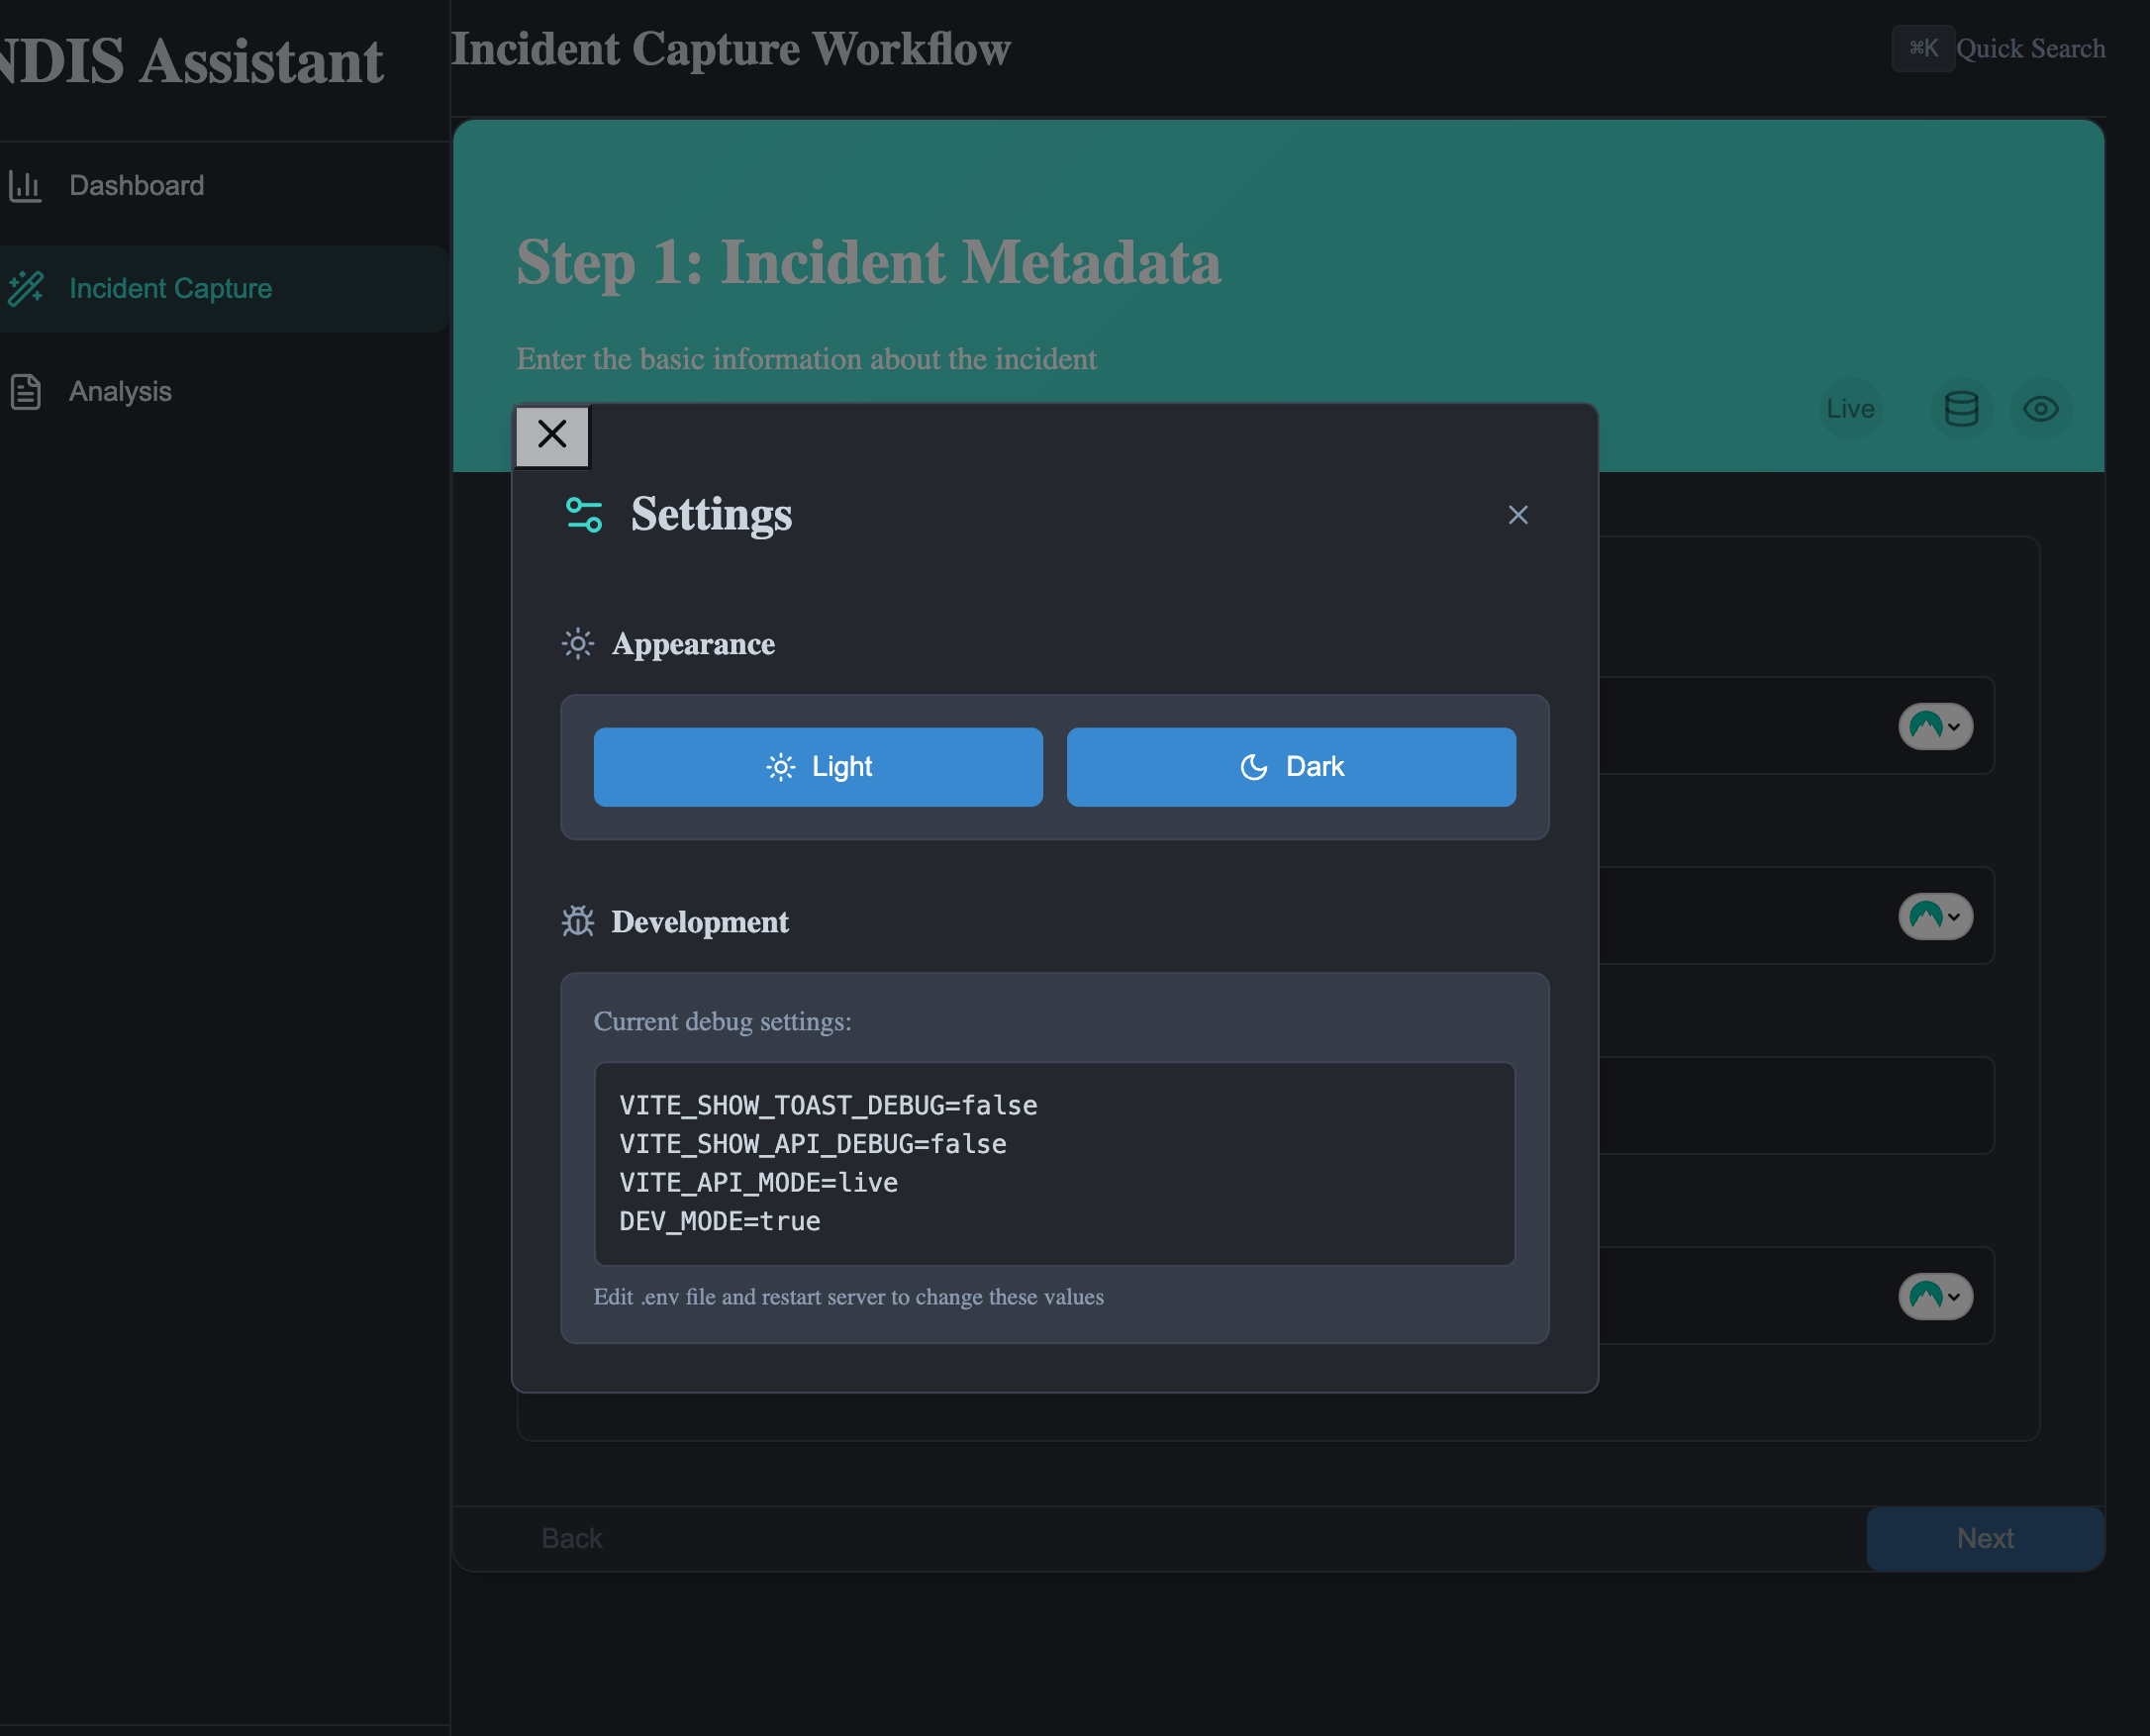 NDIS Assistant
Dashboard
Incident Capture
Analysis
Incident Capture Workflow
⌘K Quick Search
Step 1: Incident Metadata
Enter the basic information about the incident
Live
Settings
Appearance
Light
Dark
Development
Current debug settings:
VITE_SHOW_TOAST_DEBUG=false
VITE_SHOW_API_DEBUG=false
VITE_API_MODE=live
DEV_MODE=true
Edit .env file and restart server to change these values
Back
Next